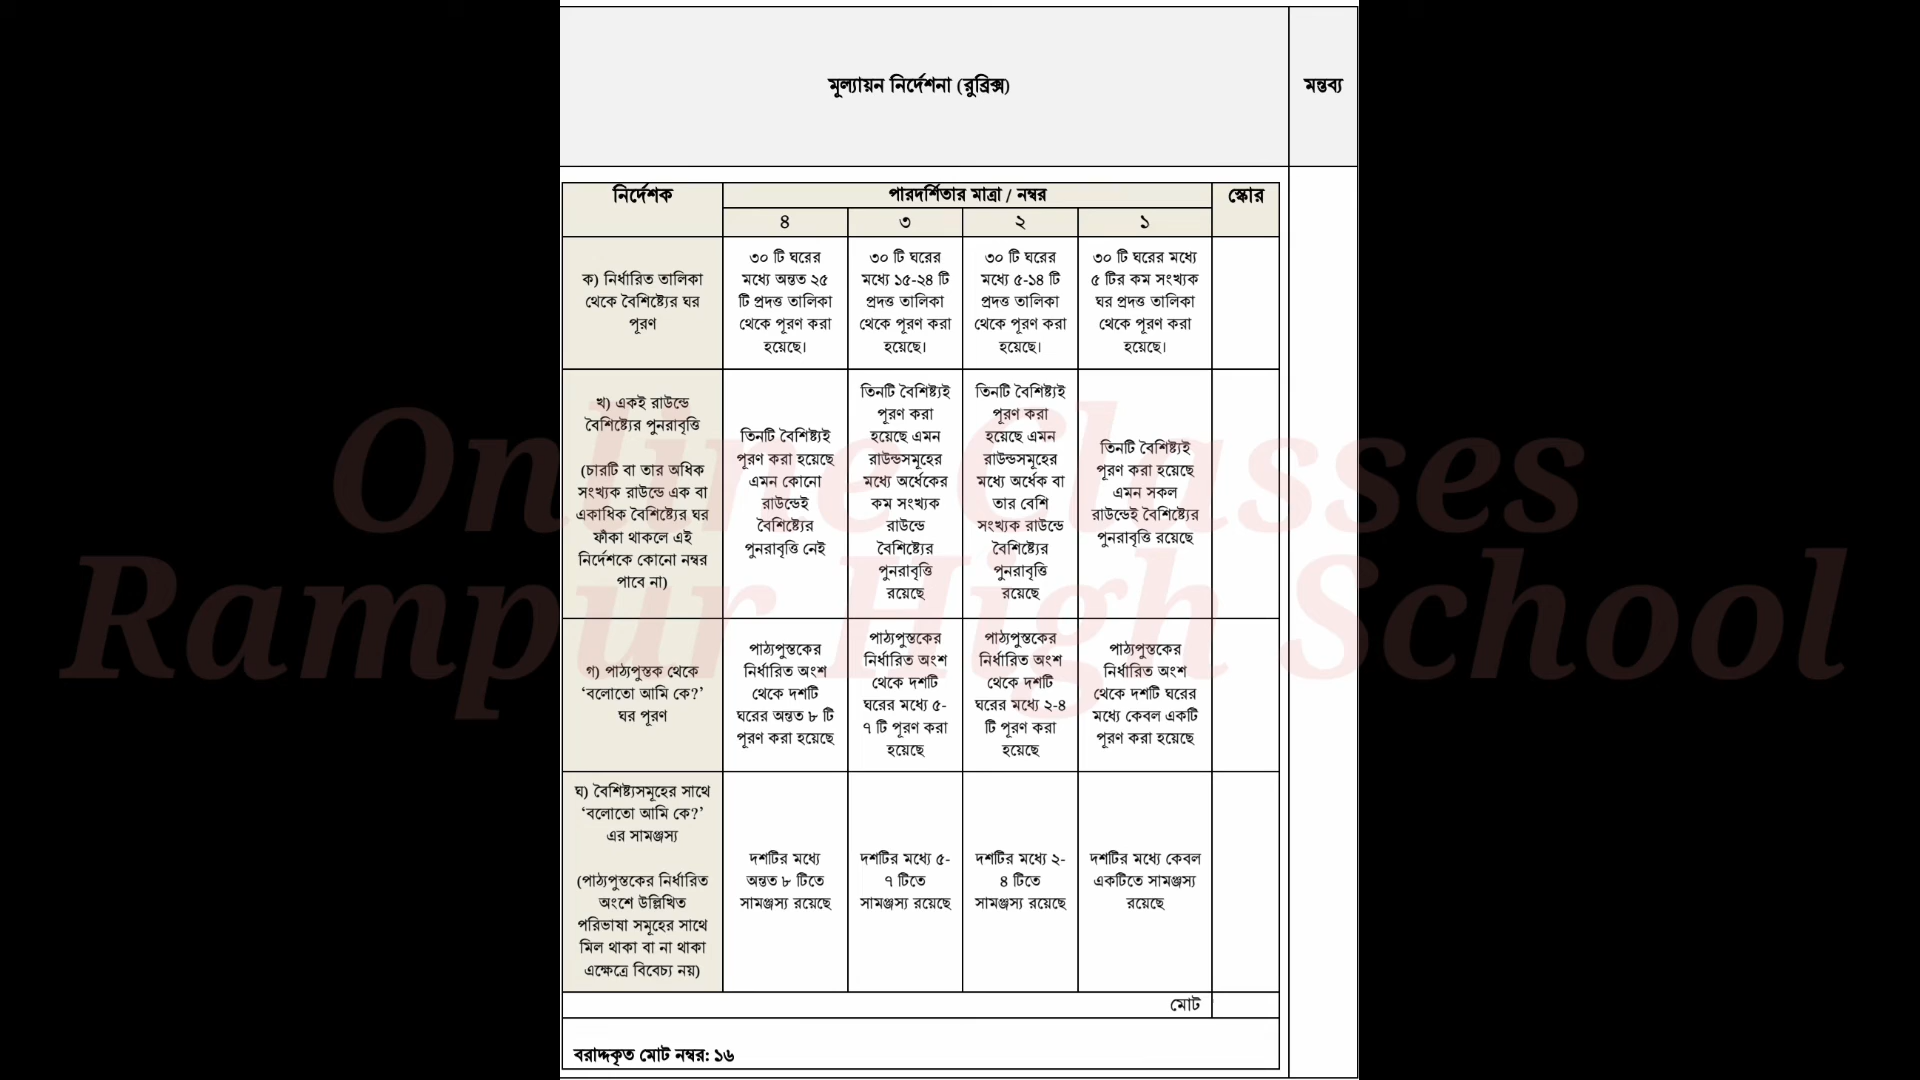 মূল্যায়ন নির্দেশনা (রুব্রিক্স)
মন্তব্য
নির্দেশক
পারদর্শিতার মাত্রা / নম্বর
স্কোর
৪
৩
২
১
ক) নির্ধারিত তালিকা
থেকে বৈশিষ্ট্যের ঘর
পূরণ
৩০ টি ঘরের
মধ্যে অন্তত ২৫
টি প্রদত্ত তালিকা
থেকে পূরণ করা
হয়েছে।
৩০ টি ঘরের
মধ্যে ১৫-২৪ টি
প্রদত্ত তালিকা
থেকে পূরণ করা
হয়েছে।
৩০ টি ঘরের
মধ্যে ৫-১৪ টি
প্রদত্ত তালিকা
থেকে পূরণ করা
হয়েছে।
৩০ টি ঘরের মধ্যে
৫ টির কম সংখ্যক
ঘর প্রদত্ত তালিকা
থেকে পূরণ করা
হয়েছে।
খ) একই রাউন্ডে
বৈশিষ্ট্যের পুনরাবৃত্তি
(চারটি বা তার অধিক
সংখ্যক রাউন্ডে এক বা
একাধিক বৈশিষ্ট্যের ঘর
ফাঁকা থাকলে এই
নির্দেশকে কোনো নম্বর
পাবে না)
তিনটি বৈশিষ্ট্যই
পূরণ করা হয়েছে
এমন কোনো
রাউন্ডেই
বৈশিষ্ট্যের
পুনরাবৃত্তি নেই
তিনটি বৈশিষ্ট্যই
পূরণ করা
হয়েছে এমন
রাউন্ডসমূহের
মধ্যে অর্ধেকের
কম সংখ্যক
রাউন্ডে
বৈশিষ্ট্যের
পুনরাবৃত্তি
রয়েছে
তিনটি বৈশিষ্ট্যই
পূরণ করা
হয়েছে এমন
রাউন্ডসমূহের
মধ্যে অর্ধেক বা
তার বেশি
সংখ্যক রাউন্ডে
বৈশিষ্ট্যের
পুনরাবৃত্তি
রয়েছে
তিনটি বৈশিষ্ট্যই
পূরণ করা হয়েছে
এমন সকল
রাউন্ডেই বৈশিষ্ট্যের
পুনরাবৃত্তি রয়েছে
গ) পাঠ্যপুস্তক থেকে
‘বলোতো আমি কে?’
ঘর পূরণ
পাঠ্যপুস্তকের
নির্ধারিত অংশ
থেকে দশটি
ঘরের অন্তত ৮ টি
পূরণ করা হয়েছে
পাঠ্যপুস্তকের
নির্ধারিত অংশ
থেকে দশটি
ঘরের মধ্যে ৫-
৭ টি পূরণ করা
হয়েছে
পাঠ্যপুস্তকের
নির্ধারিত অংশ
থেকে দশটি
ঘরের মধ্যে ২-৪
টি পূরণ করা
হয়েছে
পাঠ্যপুস্তকের
নির্ধারিত অংশ
থেকে দশটি ঘরের
মধ্যে কেবল একটি
পূরণ করা হয়েছে
ঘ) বৈশিষ্ট্যসমূহের সাথে
‘বলোতো আমি কে?’
এর সামঞ্জস্য
(পাঠ্যপুস্তকের নির্ধারিত
অংশে উল্লিখিত
পরিভাষা সমূহের সাথে
মিল থাকা বা না থাকা
এক্ষেত্রে বিবেচ্য নয়)
দশটির মধ্যে
অন্তত ৮ টিতে
সামঞ্জস্য রয়েছে
দশটির মধ্যে ৫-
৭ টিতে
সামঞ্জস্য রয়েছে
দশটির মধ্যে ২-
৪ টিতে
সামঞ্জস্য রয়েছে
দশটির মধ্যে কেবল
একটিতে সামঞ্জস্য
রয়েছে
মোট
বরাদ্দকৃত মোট নম্বর: ১৬
Online Classes
Rampur High School